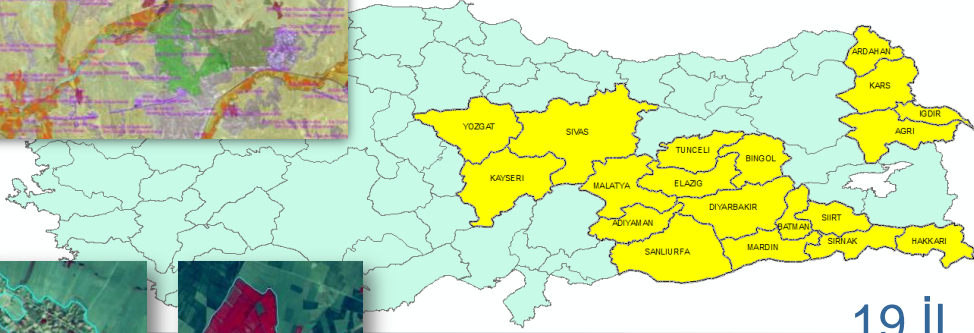 ARDAHAN
KARS
IGDIR
AGRI
YOZGAT
SIVAS
TUNCELI
BINGOL
KAYSERI
MALATYA
ELAZIG
DIYARBAKIR
ADIYAMAN
BATMAN
SIIRT
SANLIURFA
MARDIN
SIRNAK
HAKKARI
19 İl